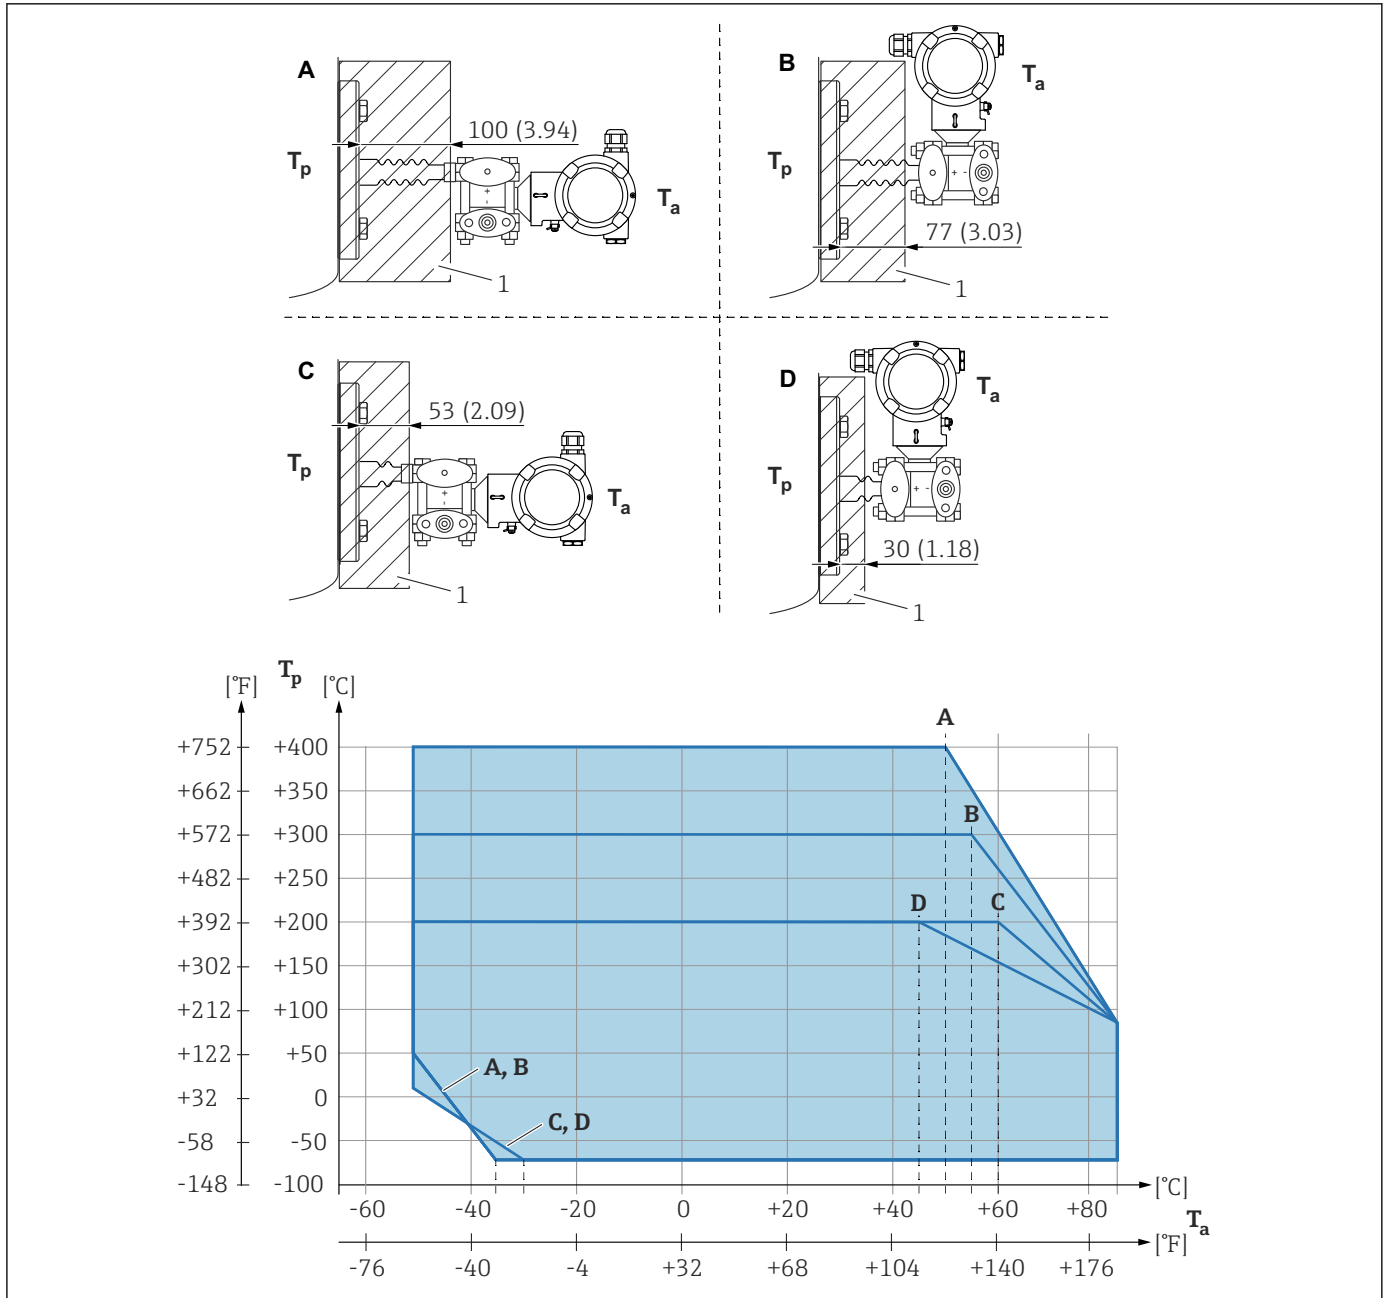 A
100 (3.94)
Tp
Ta
1
B
Ta
Tp
77 (3.03)
1
C
53 (2.09)
Tp
Ta
1
D
Ta
Tp
30 (1.18)
1
Tp
[°F]
[°C]
A
+752
+400
+662
+350
B
+572
+300
+482
+250
D
C
+392
+200
+302
+150
+212
+100
+122
+50
A, B
+32
0
C, D
-58
-50
-148
-100
[°C]
-60
-40
-20
0
+20
+40
+60
+80
Ta
[°F]
-76
-40
-4
+32
+68
+104
+140
+176